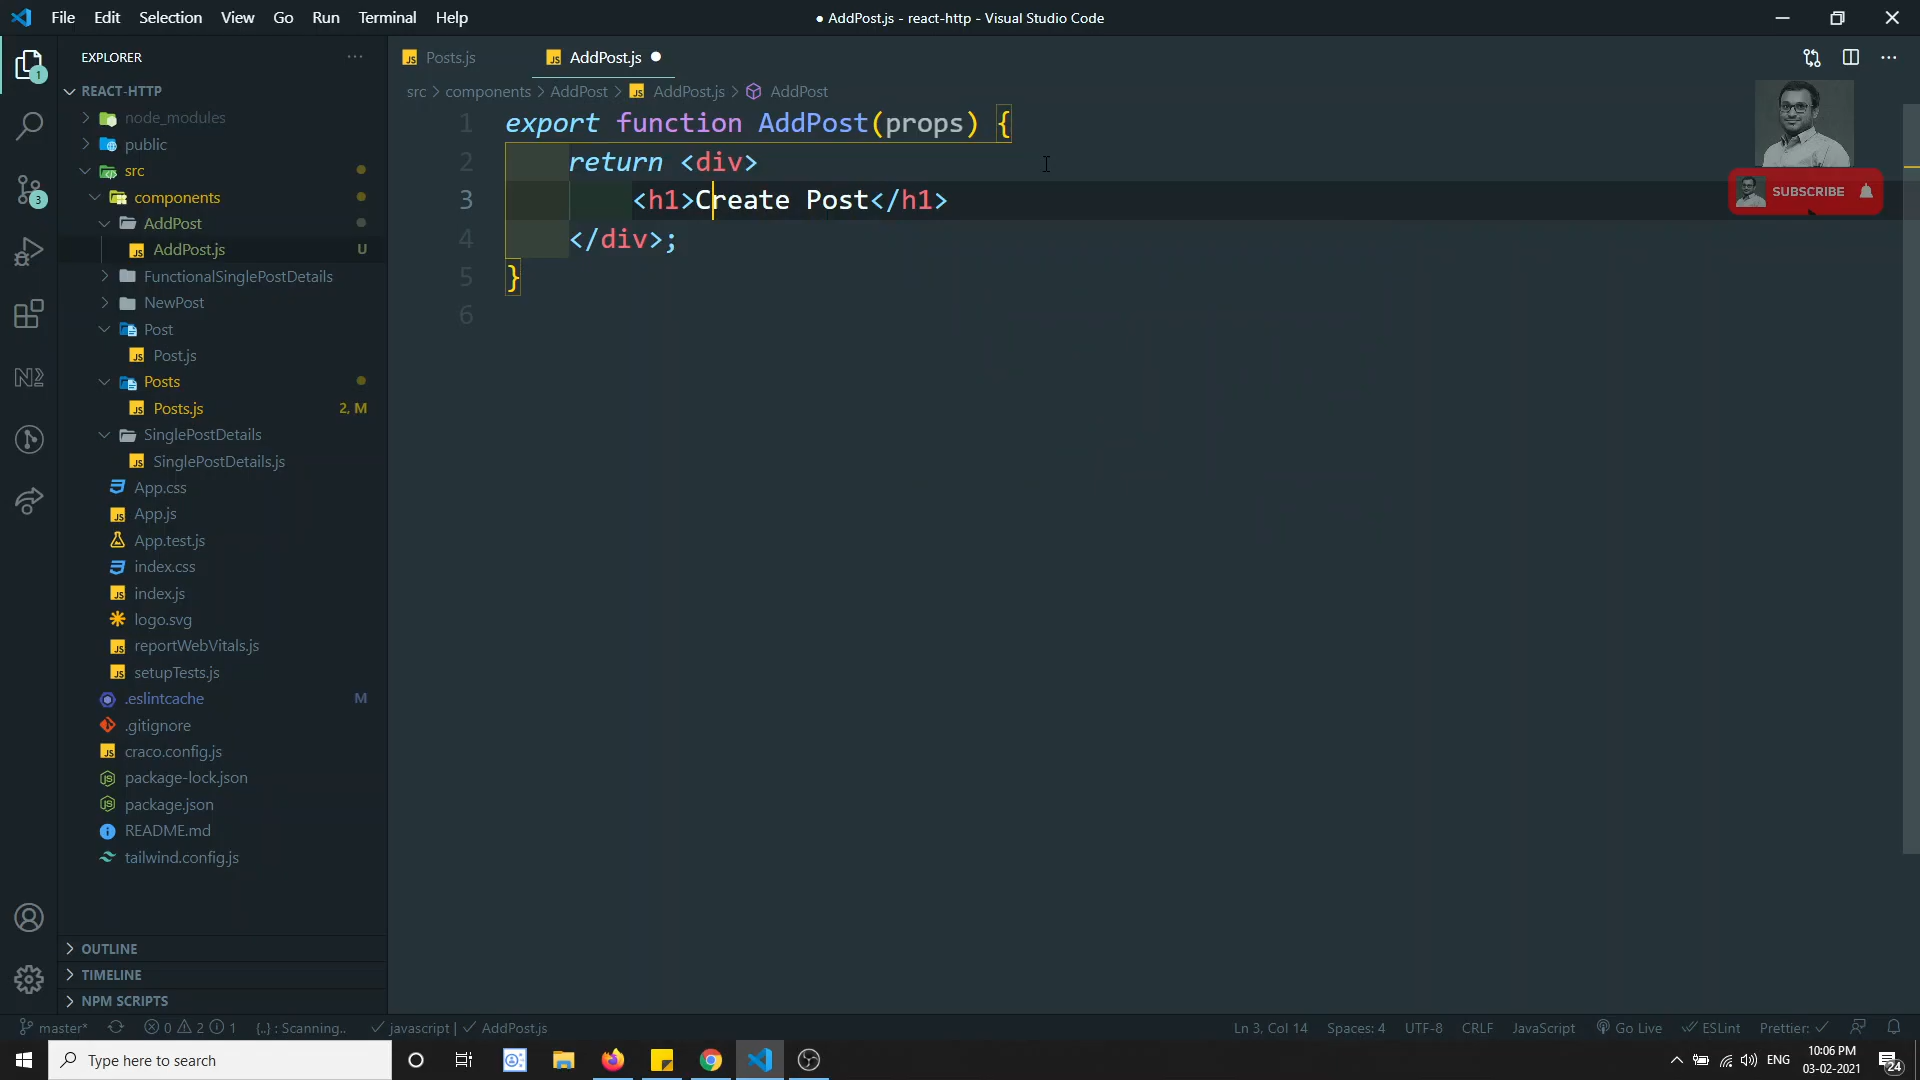 File Edit Selection View Go Run Terminal Help
● AddPost.js - react-http - Visual Studio Code
EXPLORER
REACT-HTTP
node_modules
public
src
components
AddPost
AddPost.js U
FunctionalSinglePostDetails
NewPost
Post
Post.js
Posts
Posts.js 2, M
SinglePostDetails
SinglePostDetails.js
App.css
App.js
App.test.js
index.css
index.js
logo.svg
reportWebVitals.js
setupTests.js
.eslintcache M
.gitignore
craco.config.js
package-lock.json
package.json
README.md
tailwind.config.js
OUTLINE
TIMELINE
NPM SCRIPTS
1
3
Posts.js AddPost.js ●
src > components > AddPost > JS AddPost.js > AddPost
1 export function AddPost(props) {
2 return <div>
3 <h1>Create Post</h1>
4 </div>;
5 }
6
SUBSCRIBE
master* 0 2 1 {..} : Scanning.. ✓ javascript | ✓ AddPost.js
Ln 3, Col 14 Spaces: 4 UTF-8 CRLF JavaScript Go Live ESLint Prettier: ✓
Type here to search
ENG
10:06 PM
03-02-2021
24